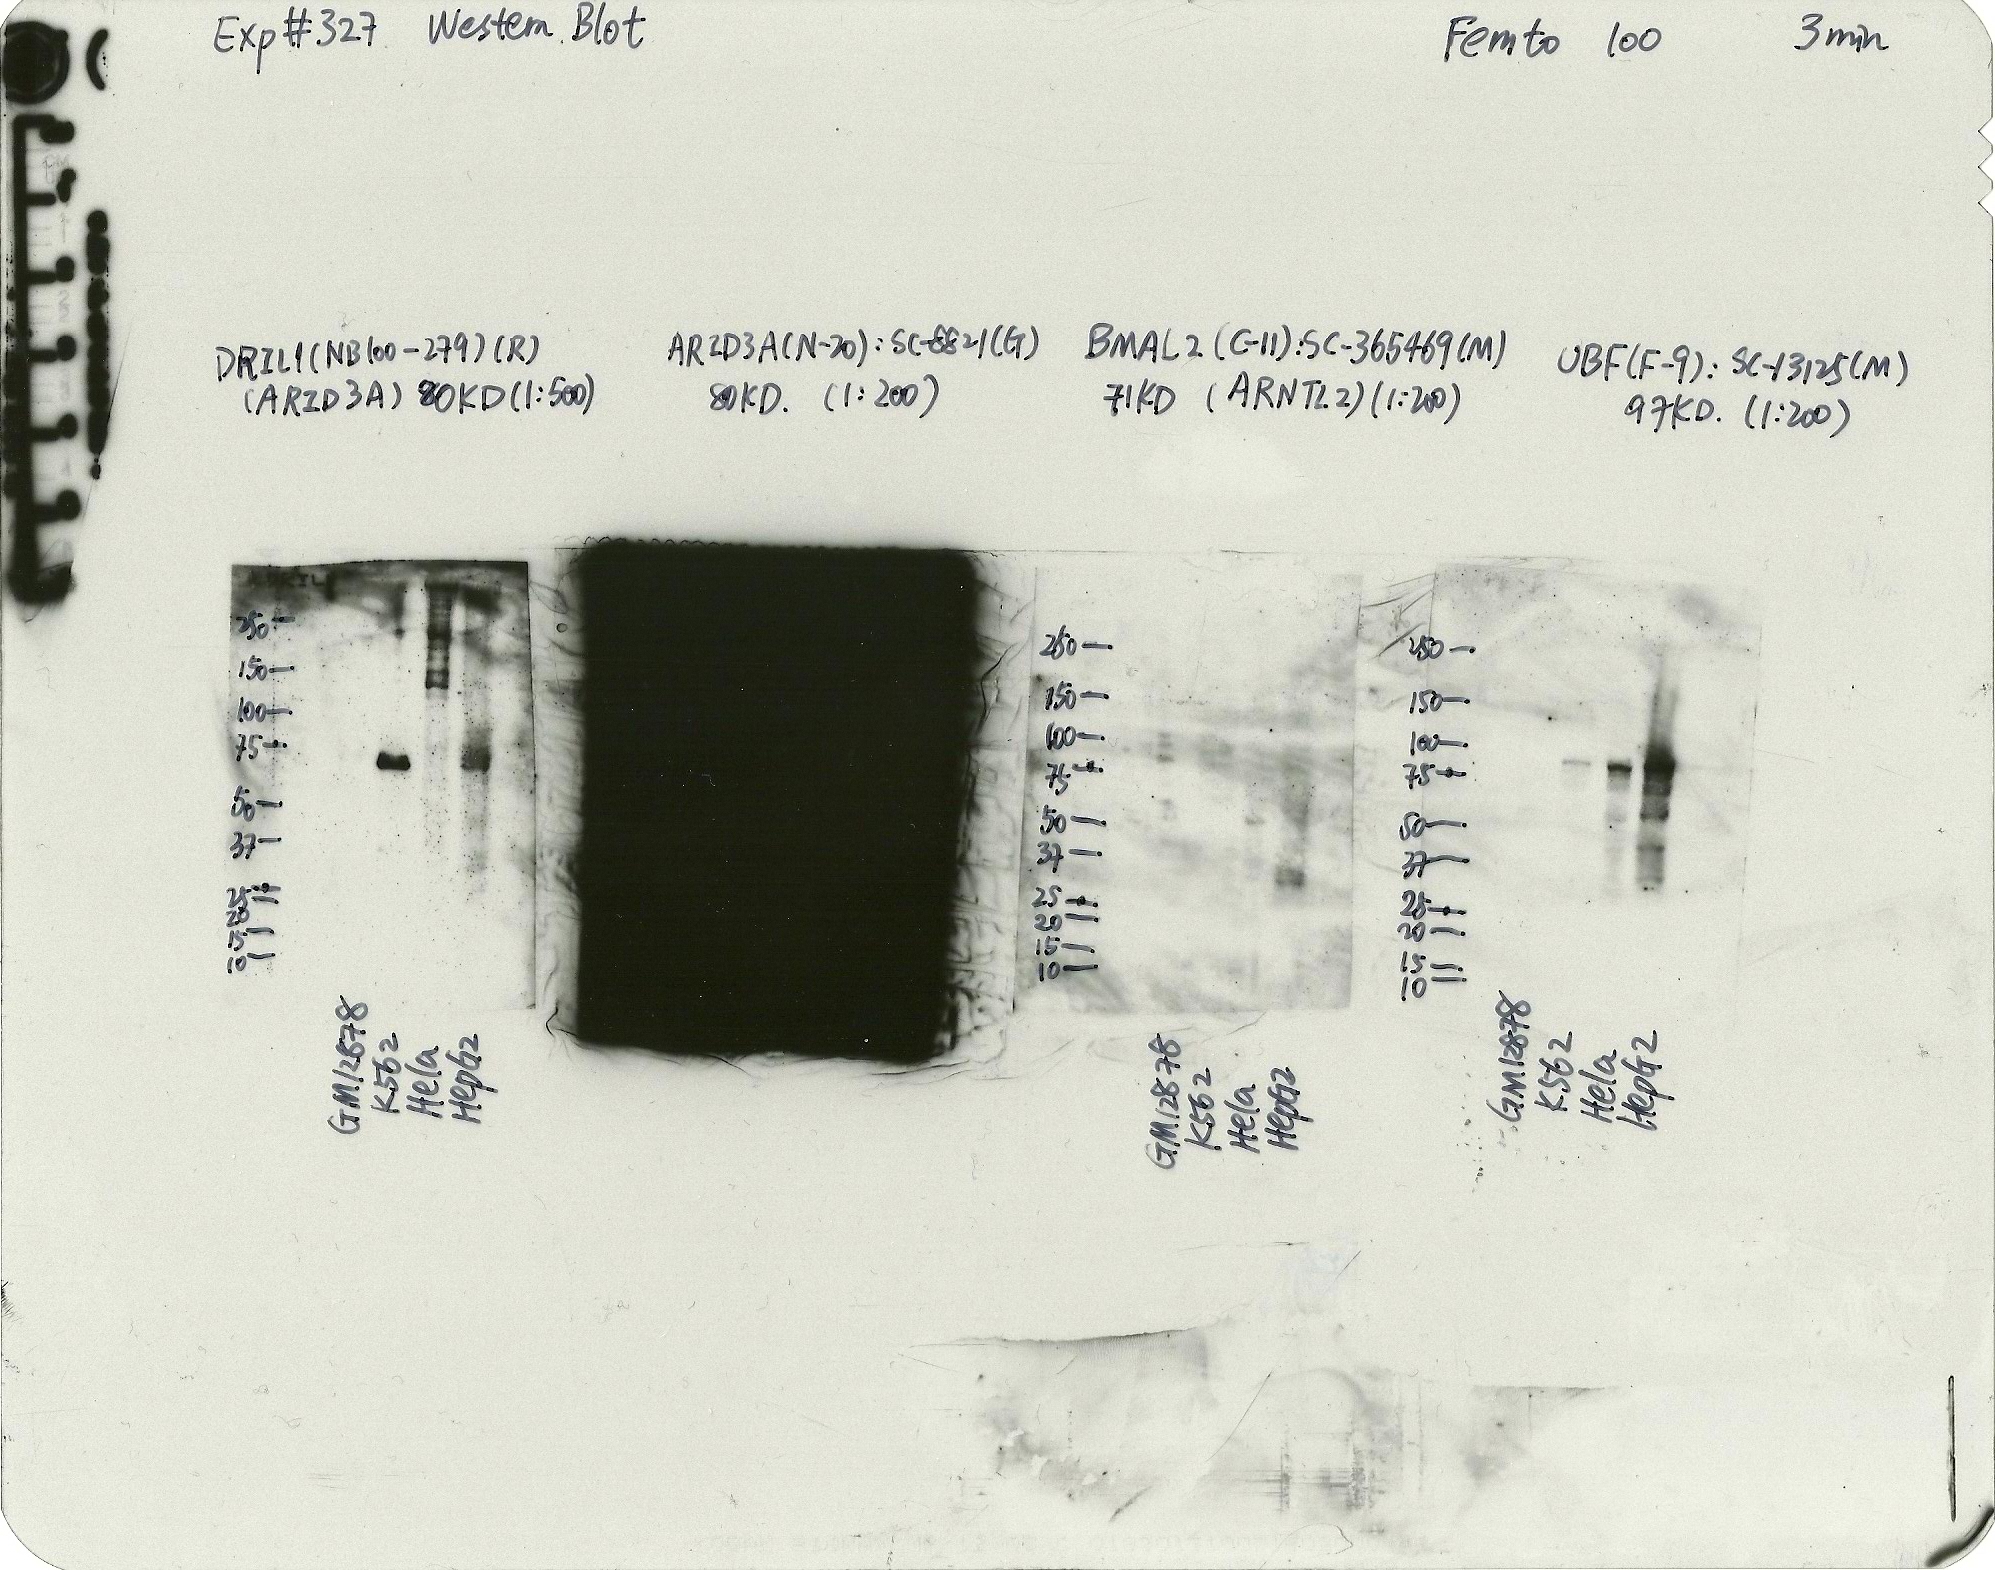 Exp#327 Western Blot
Femto 100 3min
DRIL1(NB100-279)(R)
(ARID3A) 80KD(1:500)
ARID3A(N-20):SC-8821(G)
80KD. (1:200)
BMAL2(C-11):SC-365469(M)
71KD (ARNTL2)(1:200)
UBF(F-9): SC-13125(M)
97KD. (1:200)
250
150
100
75
50
37
25
20
15
10
GM12878
K562
Hela
HepG2
250
150
100
75
50
37
25
20
15
10
GM12878
K562
Hela
HepG2
250
150
100
75
50
37
25
20
15
10
GM12878
K562
Hela
HepG2